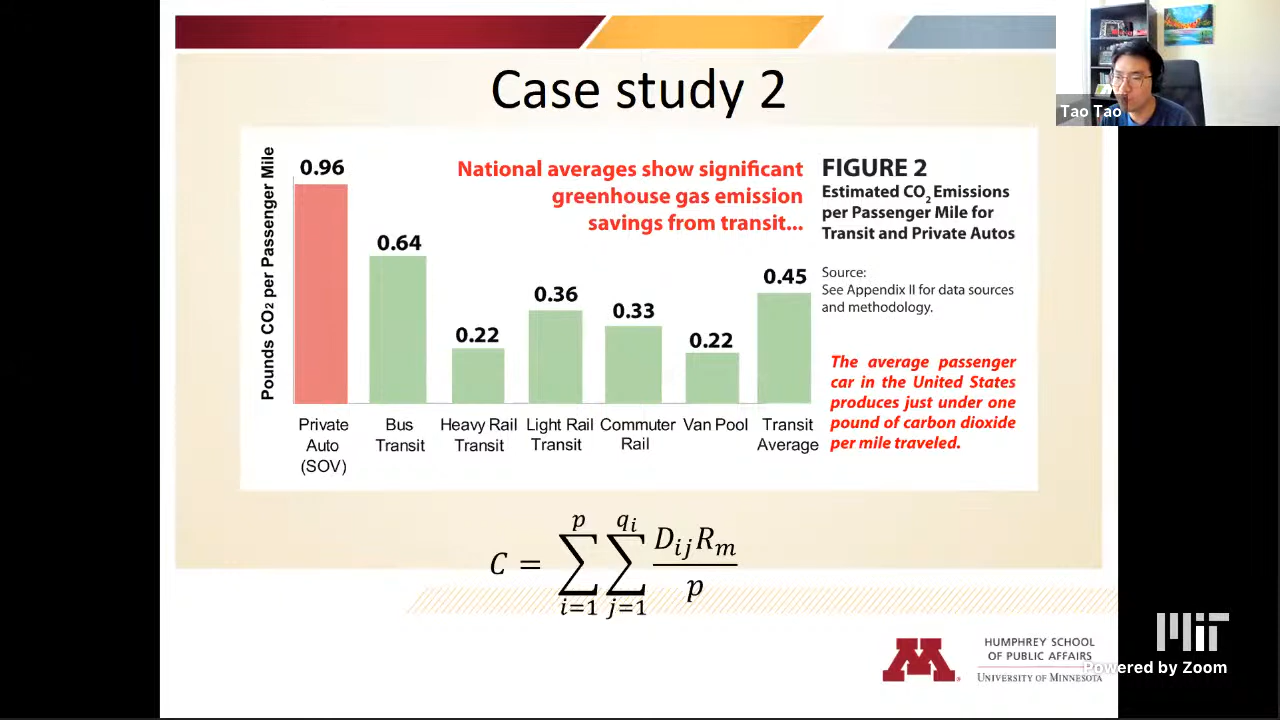 Case study 2
Tao Tao
Pounds CO2 per Passenger Mile
0.96
0.64
0.22
0.36
0.33
0.22
0.45
National averages show significant
greenhouse gas emission
savings from transit...
FIGURE 2
Estimated CO2 Emissions
per Passenger Mile for
Transit and Private Autos
Source:
See Appendix II for data sources
and methodology.
The average passenger
car in the United States
produces just under one
pound of carbon dioxide
per mile traveled.
Private
Auto
(SOV)
Bus
Transit
Heavy Rail
Transit
Light Rail
Transit
Commuter
Rail
Van Pool
Transit
Average
C = ∑_{i=1}^{p} ∑_{j=1}^{q_i} \frac{D_{ij}R_m}{p}
MIT
Powered by Zoom
M
HUMPHREY SCHOOL
OF PUBLIC AFFAIRS
UNIVERSITY OF MINNESOTA